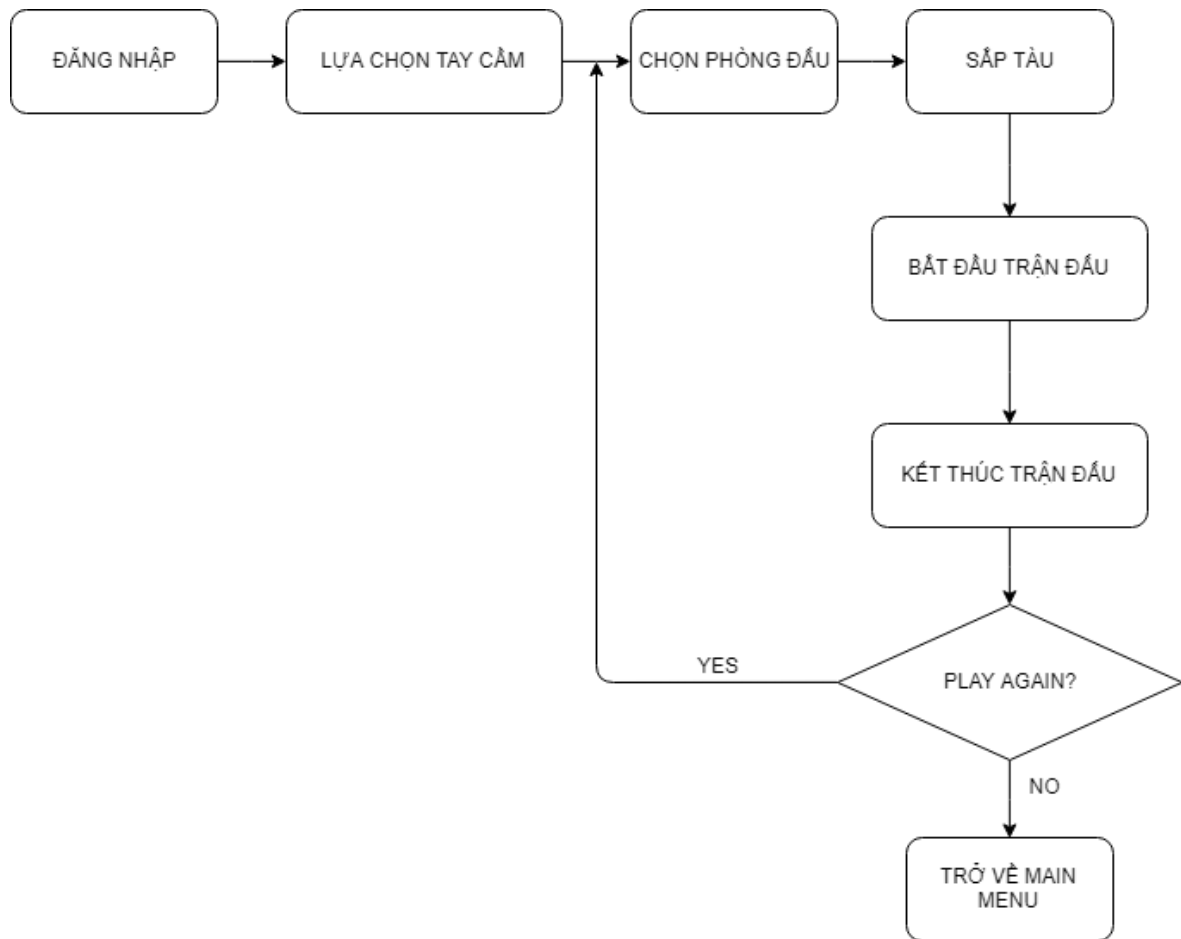 ĐĂNG NHẬP
LỰA CHỌN TAY CẦM
CHỌN PHÒNG ĐẤU
SẮP TÀU
BẮT ĐẦU TRẬN ĐẤU
KẾT THÚC TRẬN ĐẤU
YES
PLAY AGAIN?
NO
TRỞ VỀ MAIN
MENU